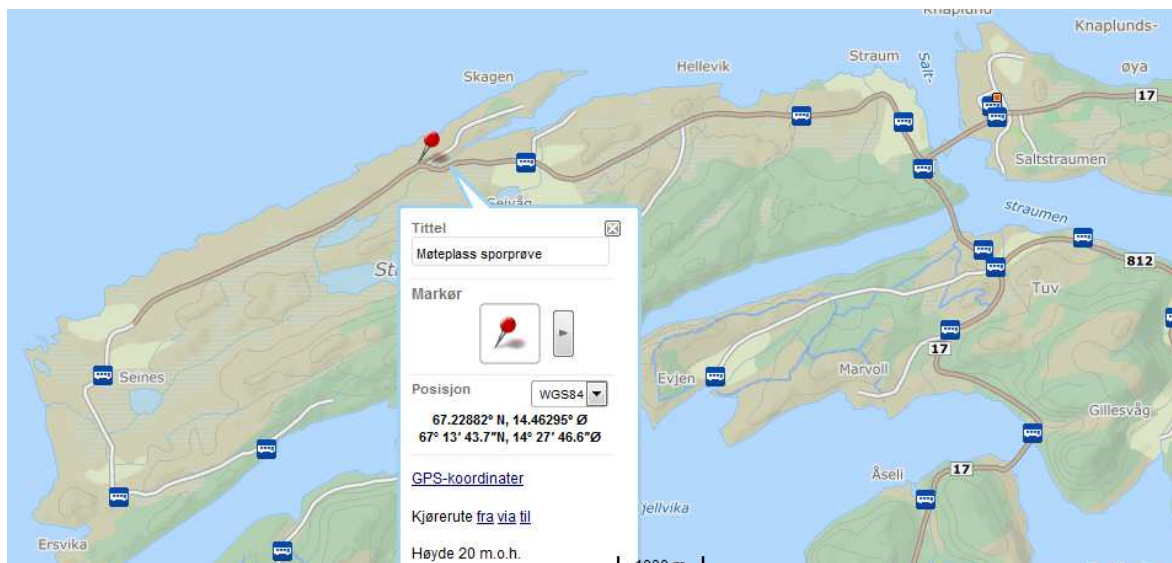 Knaplund
Knaplunds-
øya
Straum
Salt-
Hellevik
Skagen
17
Saltstraumen
Seivåg
straumen
812
Tuv
17
Marvoll
Evjen
Gillesvåg
Seines
Åseli
17
Ersvika
1000 m
Tittel
Møteplass sporprøve
Markør
Posisjon
WGS84
67.22882° N, 14.46295° Ø
67° 13' 43.7"N, 14° 27' 46.6"Ø
GPS-koordinater
Kjørerute fra via til
Høyde 20 m.o.h.